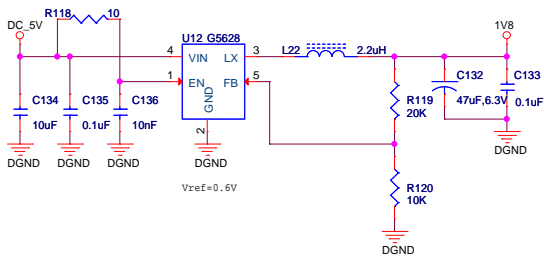 DC_5V
R118
10
U12 G5628
1V8
4
VIN
LX
3
L22
2.2uH
1
EN
FB
5
GND
2
C134
10uF
C135
0.1uF
C136
10nF
R119
20K
C132
47uF,6.3V
C133
0.1uF
DGND
DGND
DGND
DGND
DGND
Vref=0.6V
R120
10K
DGND